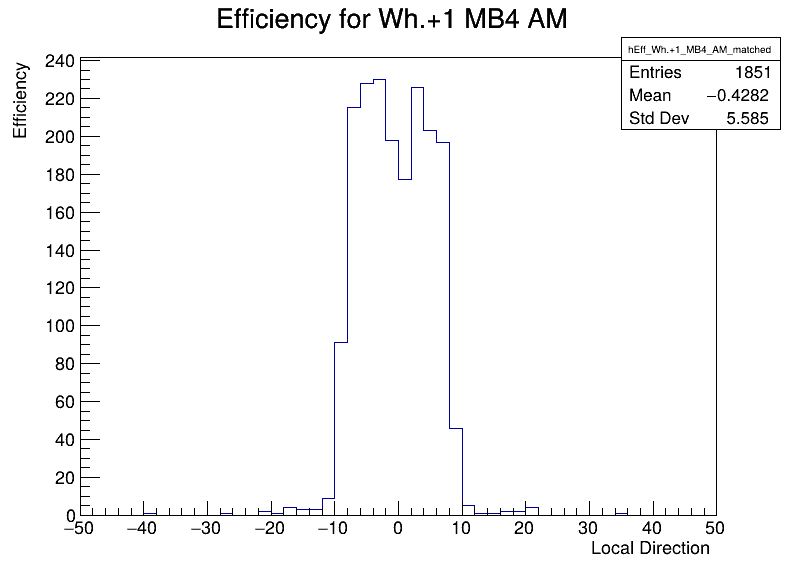 Efficiency for Wh.+1 MB4 AM
hEff_Wh.+1_MB4_AM_matched
Entries 1851
Mean −0.4282
Std Dev 5.585
Efficiency
240
220
200
180
160
140
120
100
80
60
40
20
0
−50 −40 −30 −20 −10 0 10 20 30 40 50
Local Direction